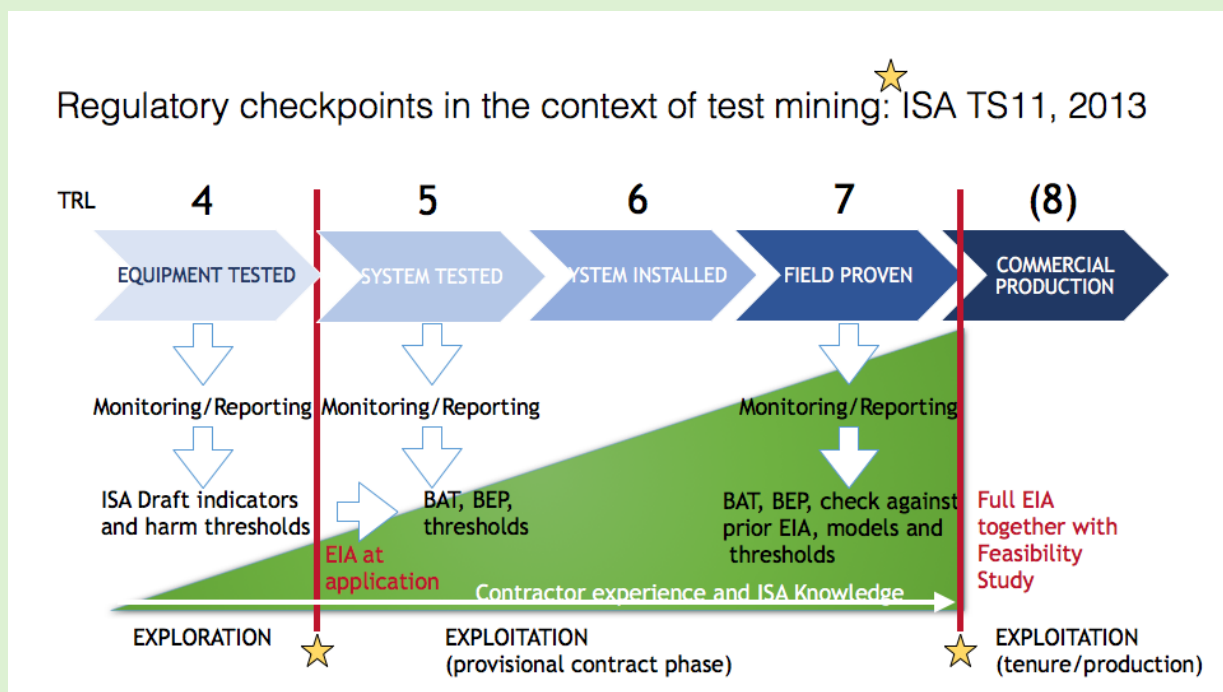 Regulatory checkpoints in the context of test mining: ISA TS11, 2013
TRL 4 5 6 7 (8)
EQUIPMENT TESTED
SYSTEM TESTED
YSTEM INSTALLED
FIELD PROVEN
COMMERCIAL
PRODUCTION
Monitoring/Reporting
Monitoring/Reporting
Monitoring/Reporting
ISA Draft indicators
and harm thresholds
BAT, BEP,
thresholds
BAT, BEP, check against
prior EIA, models and
thresholds
Full EIA
together with
Feasibility
Study
EIA at
application
Contractor experience and ISA Knowledge
EXPLORATION
EXPLOITATION
(provisional contract phase)
EXPLOITATION
(tenure/production)